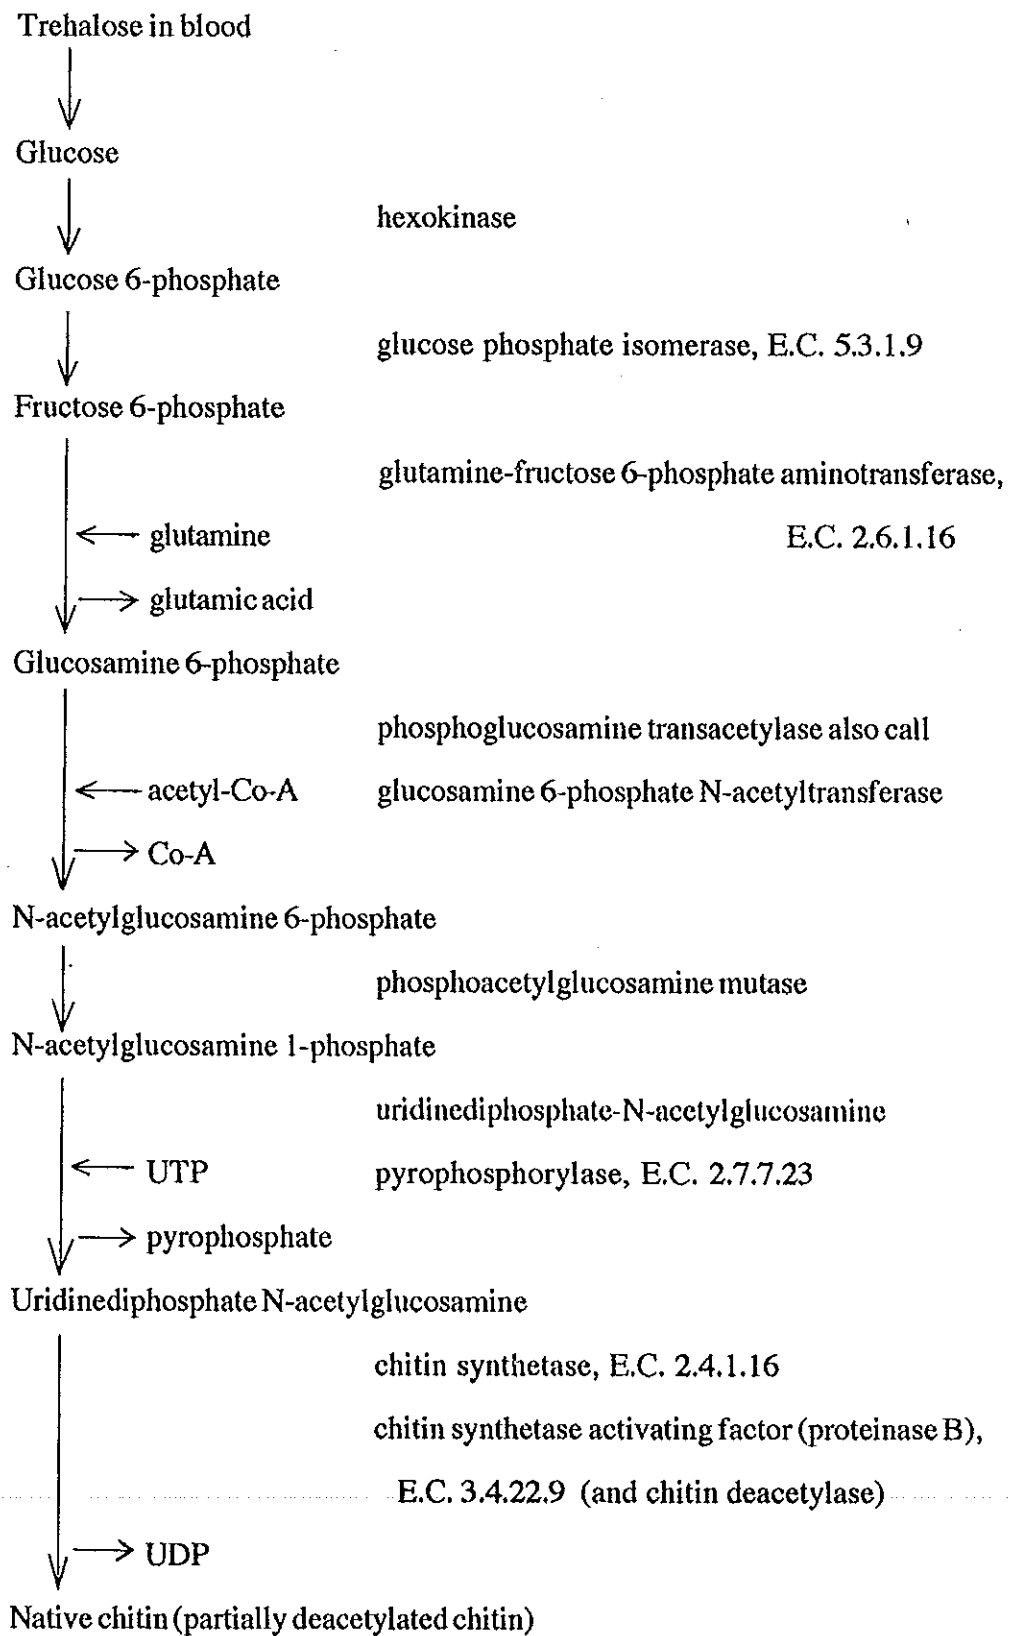 Trehalose in blood
Glucose
hexokinase
Glucose 6-phosphate
glucose phosphate isomerase, E.C. 5.3.1.9
Fructose 6-phosphate
glutamine-fructose 6-phosphate aminotransferase,
glutamine E.C. 2.6.1.16
glutamic acid
Glucosamine 6-phosphate
phosphoglucosamine transacetylase also call
acetyl-Co-A glucosamine 6-phosphate N-acetyltransferase
Co-A
N-acetylglucosamine 6-phosphate
phosphoacetylglucosamine mutase
N-acetylglucosamine 1-phosphate
uridinediphosphate-N-acetylglucosamine
UTP pyrophosphorylase, E.C. 2.7.7.23
pyrophosphate
Uridinediphosphate N-acetylglucosamine
chitin synthetase, E.C. 2.4.1.16
chitin synthetase activating factor (proteinase B),
E.C. 3.4.22.9 (and chitin deacetylase)
UDP
Native chitin (partially deacetylated chitin)